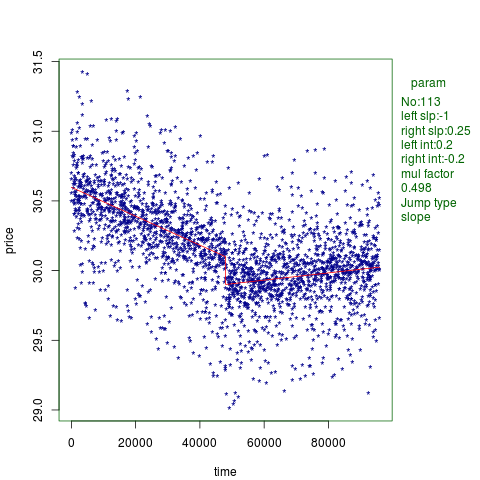 31.5
31.0
30.5
30.0
29.5
29.0
price
0 20000 40000 60000 80000
time
param
No:113
left slp:-1
right slp:0.25
left int:0.2
right int:-0.2
mul factor
0.498
Jump type
slope